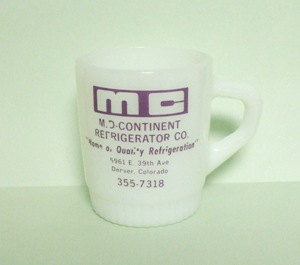 mc
MID-CONTINENT
REFRIGERATOR CO.
"Home of Quality Refrigeration"
5961 E. 39th Ave
Denver, Colorado
355-7318